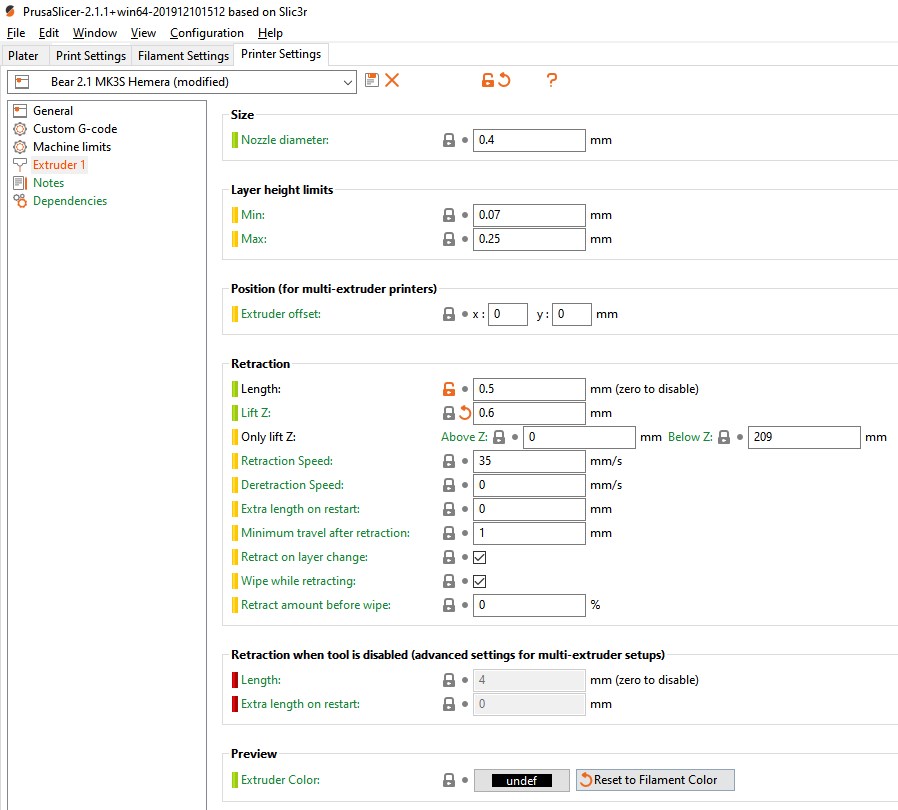 PrusaSlicer-2.1.1+win64-201912101512 based on Slic3r
File Edit Window View Configuration Help
Plater Print Settings Filament Settings Printer Settings
Bear 2.1 MK3S Hemera (modified) ?
General
Custom G-code
Machine limits
Extruder 1
Notes
Dependencies
Size
Nozzle diameter: 0.4 mm
Layer height limits
Min: 0.07 mm
Max: 0.25 mm
Position (for multi-extruder printers)
Extruder offset: x : 0 y : 0 mm
Retraction
Length: 0.5 mm (zero to disable)
Lift Z: 0.6 mm
Only lift Z: Above Z: 0 mm Below Z: 209 mm
Retraction Speed: 35 mm/s
Deretraction Speed: 0 mm/s
Extra length on restart: 0 mm
Minimum travel after retraction: 1 mm
Retract on layer change:
Wipe while retracting:
Retract amount before wipe: 0 %
Retraction when tool is disabled (advanced settings for multi-extruder setups)
Length: 4 mm (zero to disable)
Extra length on restart: 0 mm
Preview
Extruder Color: undef Reset to Filament Color